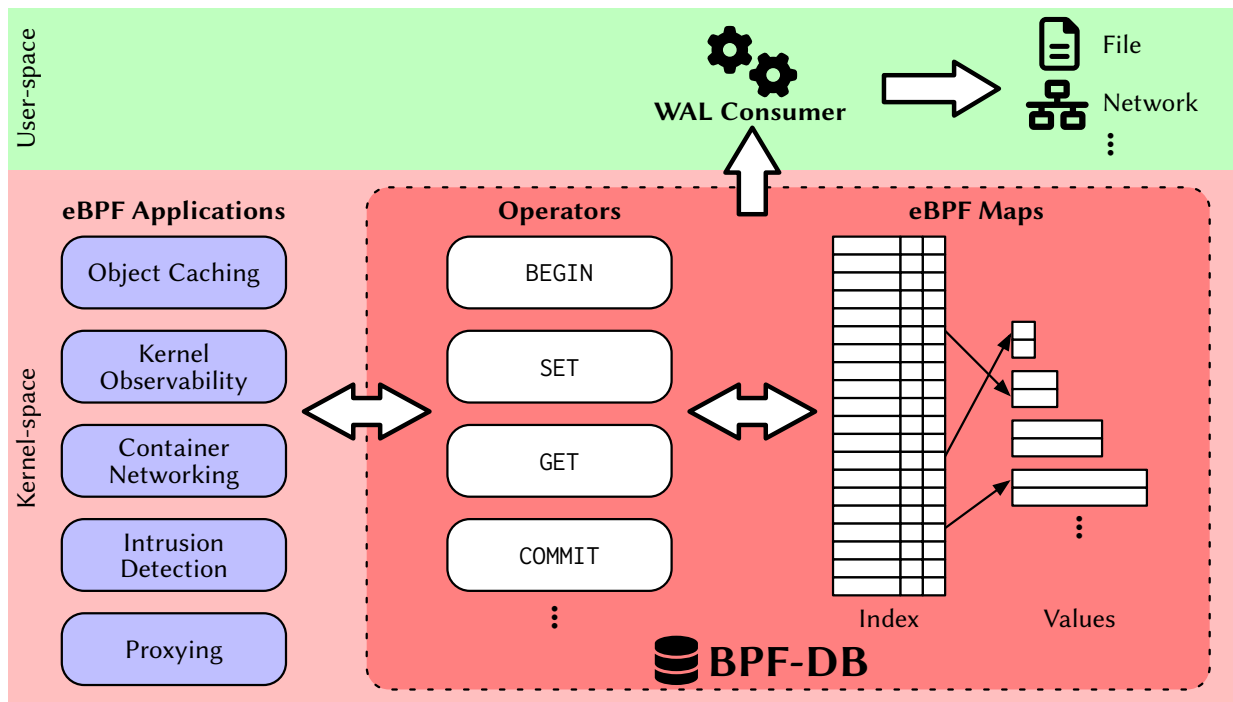 User-space
WAL Consumer
File
Network
Kernel-space
eBPF Applications
Object Caching
Kernel
Observability
Container
Networking
Intrusion
Detection
Proxying
Operators
BEGIN
SET
GET
COMMIT
eBPF Maps
Index
Values
BPF-DB